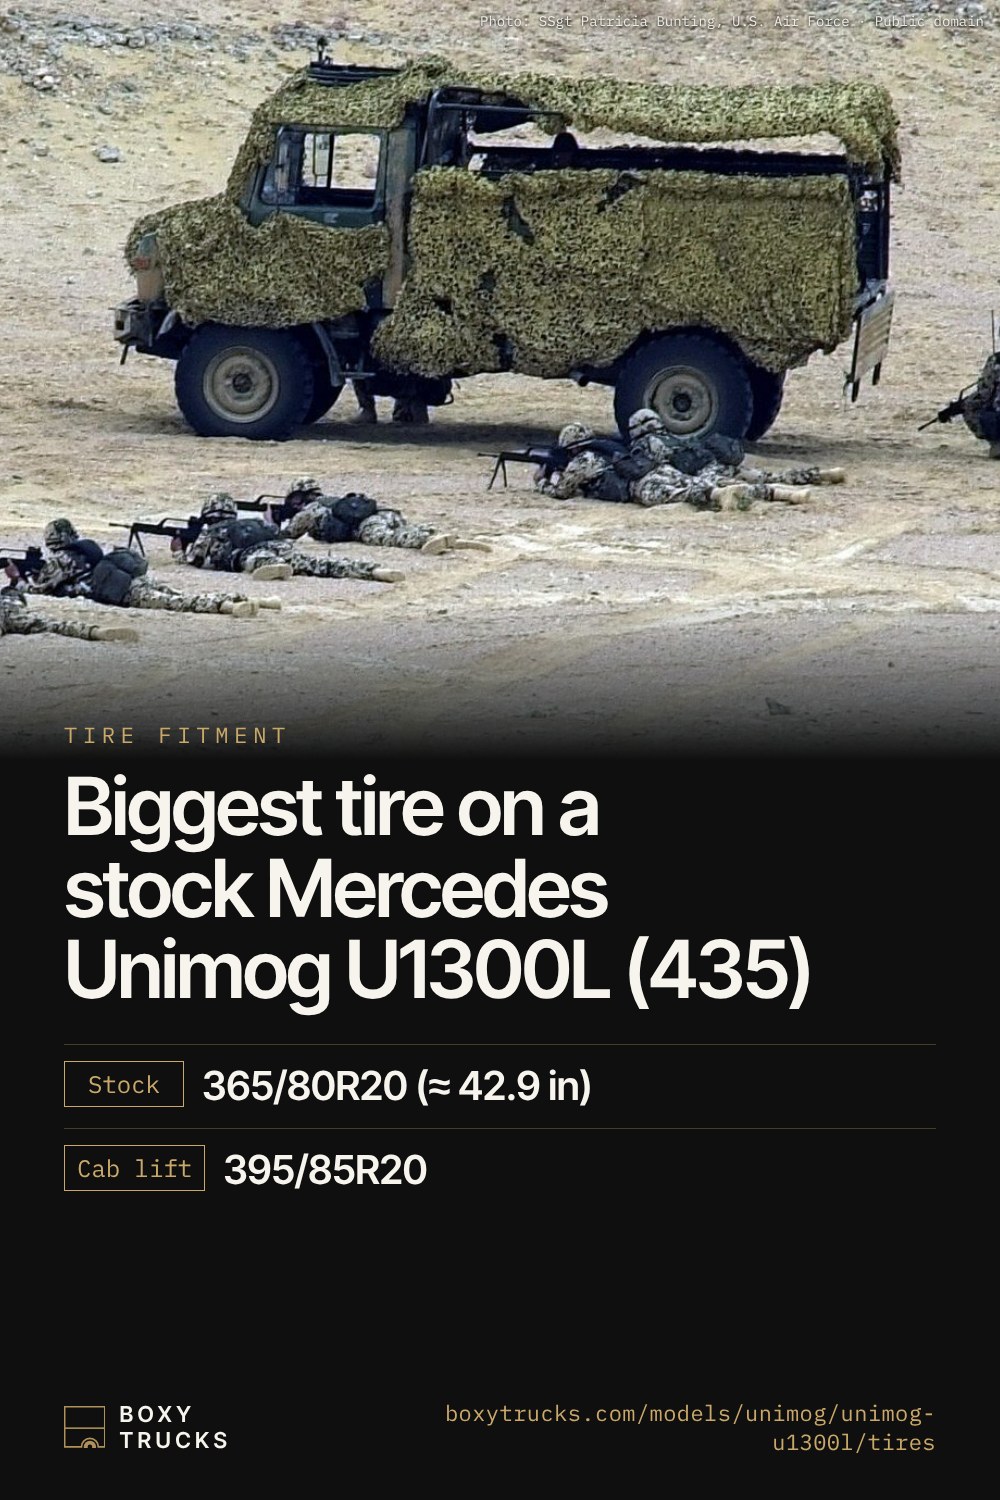 Photo: SSgt Patricia Bunting, U.S. Air Force · Public domain
TIRE FITMENT
Biggest tire on a
stock Mercedes
Unimog U1300L (435)
Stock 365/80R20 (≈ 42.9 in)
Cab lift 395/85R20
BOXY
TRUCKS
boxytrucks.com/models/unimog/unimog-
u1300l/tires